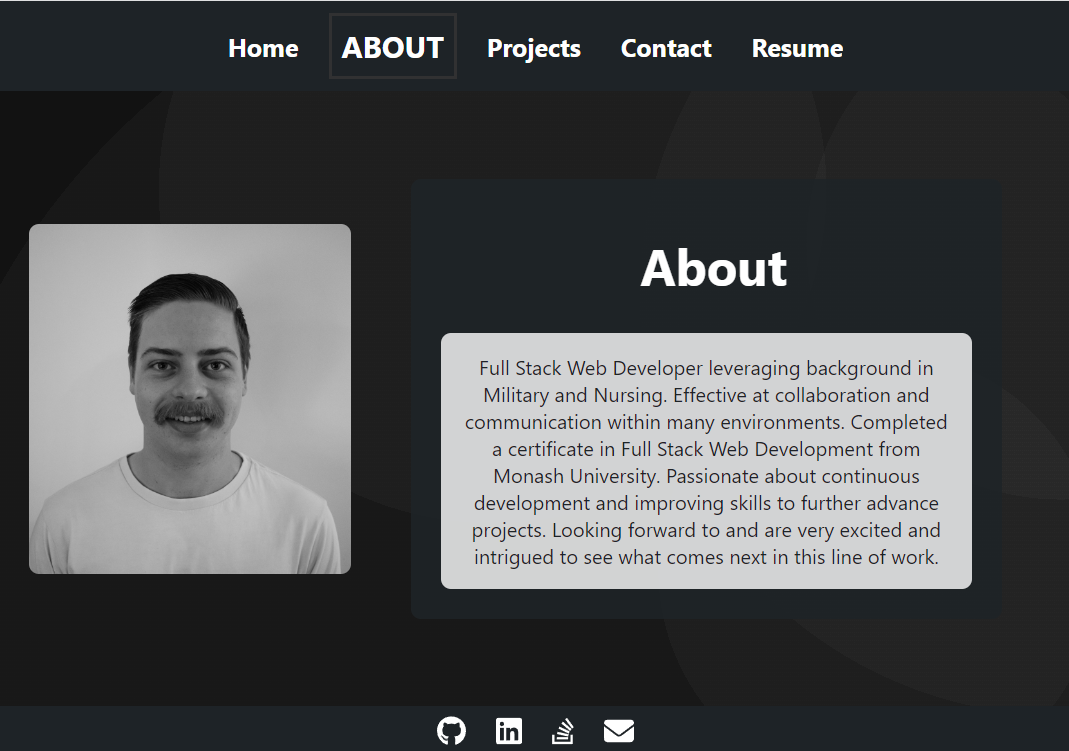 Home ABOUT Projects Contact Resume
About
Full Stack Web Developer leveraging background in
Military and Nursing. Effective at collaboration and
communication within many environments. Completed
a certificate in Full Stack Web Development from
Monash University. Passionate about continuous
development and improving skills to further advance
projects. Looking forward to and are very excited and
intrigued to see what comes next in this line of work.
in